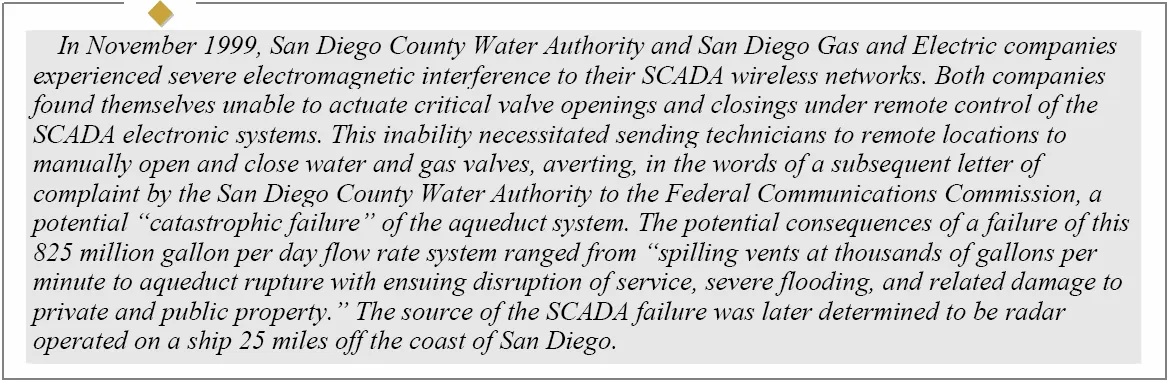 In November 1999, San Diego County Water Authority and San Diego Gas and Electric companies
experienced severe electromagnetic interference to their SCADA wireless networks. Both companies
found themselves unable to actuate critical valve openings and closings under remote control of the
SCADA electronic systems. This inability necessitated sending technicians to remote locations to
manually open and close water and gas valves, averting, in the words of a subsequent letter of
complaint by the San Diego County Water Authority to the Federal Communications Commission, a
potential “catastrophic failure” of the aqueduct system. The potential consequences of a failure of this
825 million gallon per day flow rate system ranged from “spilling vents at thousands of gallons per
minute to aqueduct rupture with ensuing disruption of service, severe flooding, and related damage to
private and public property.” The source of the SCADA failure was later determined to be radar
operated on a ship 25 miles off the coast of San Diego.